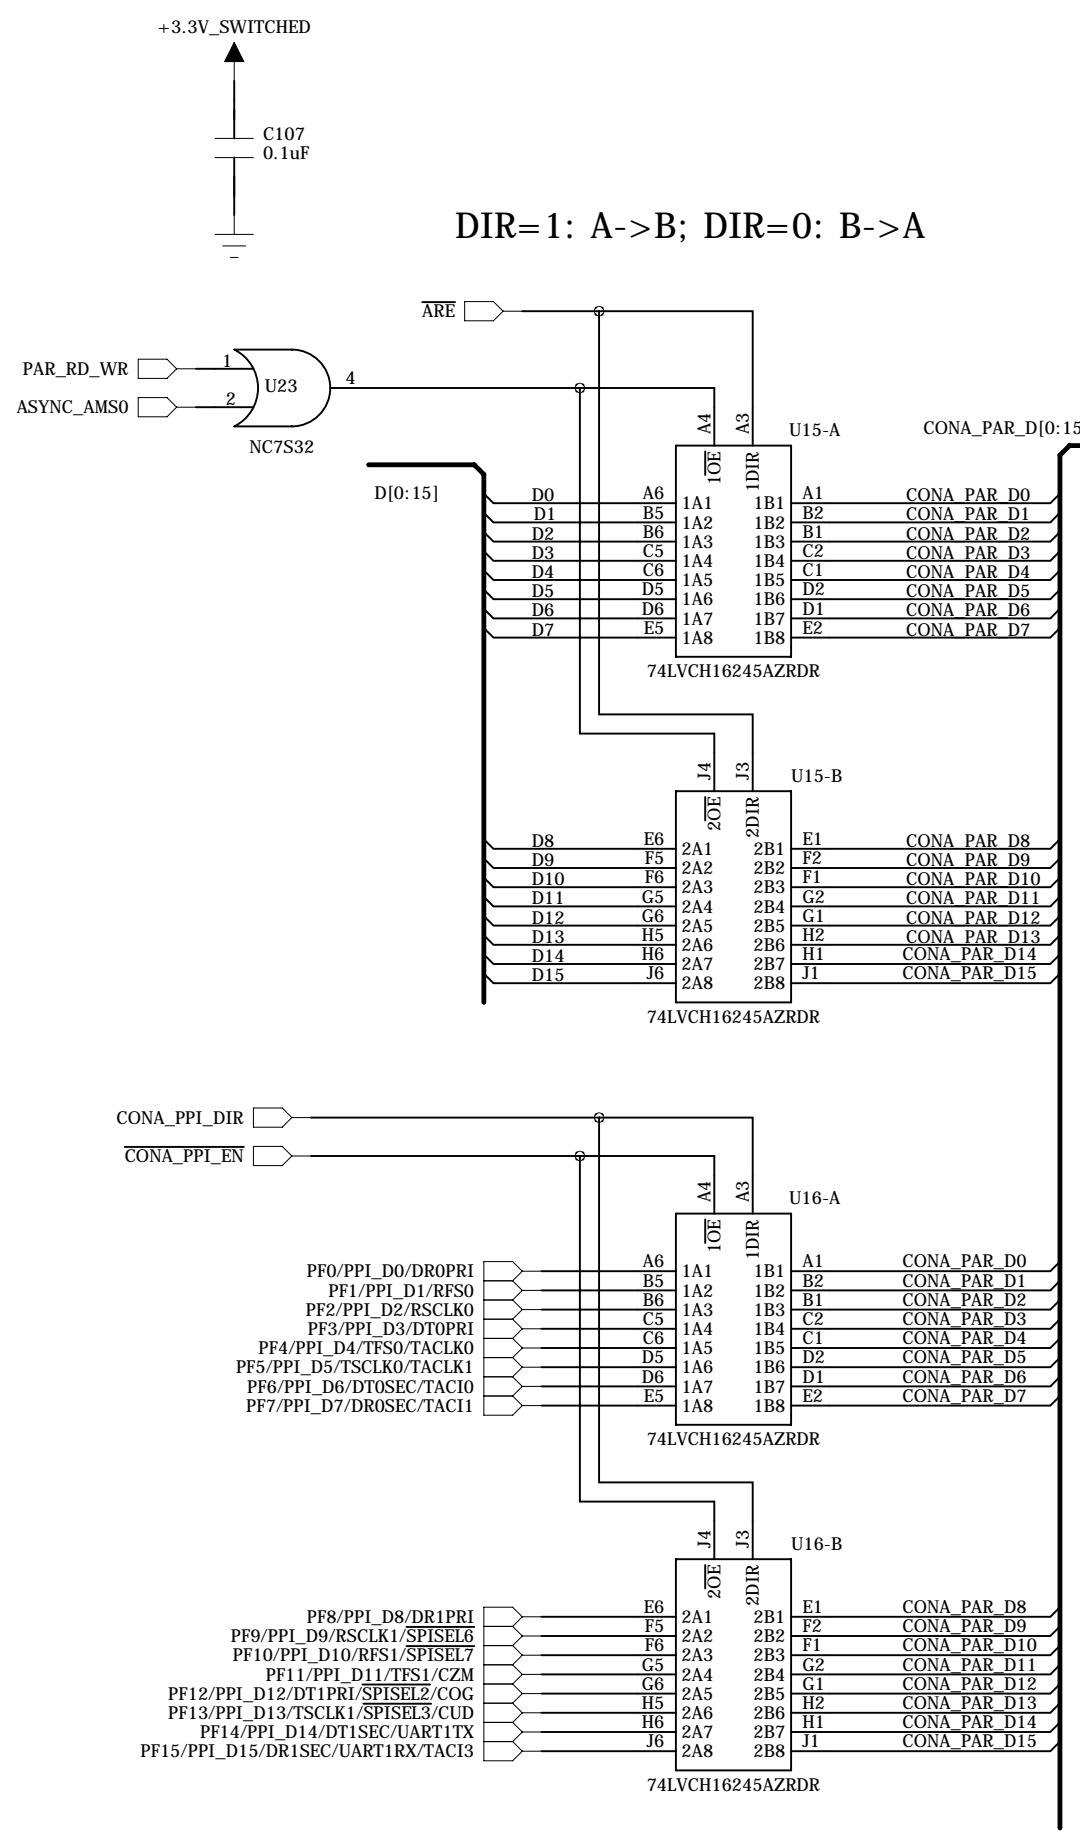 +3.3V_SWITCHED
C107
0.1uF
DIR=1: A->B; DIR=0: B->A
ARE
PAR_RD_WR 1
U23 4
ASYNC_AMS0 2
NC7S32
A4 A3 U15-A CONA_PAR_D[0:15
D[0:15]
1OE 1DIR
D0 A6 1A1 1B1 A1 CONA_PAR_D0
D1 B5 1A2 1B2 B2 CONA_PAR_D1
D2 B6 1A3 1B3 B1 CONA_PAR_D2
D3 C5 1A4 1B4 C2 CONA_PAR_D3
D4 C6 1A5 1B5 C1 CONA_PAR_D4
D5 D5 1A6 1B6 D2 CONA_PAR_D5
D6 D6 1A7 1B7 D1 CONA_PAR_D6
D7 E5 1A8 1B8 E2 CONA_PAR_D7
74LVCH16245AZRDR
J4 J3 U15-B
2OE 2DIR
D8 E6 2A1 2B1 E1 CONA_PAR_D8
D9 F5 2A2 2B2 F2 CONA_PAR_D9
D10 F6 2A3 2B3 F1 CONA_PAR_D10
D11 G5 2A4 2B4 G2 CONA_PAR_D11
D12 G6 2A5 2B5 G1 CONA_PAR_D12
D13 H5 2A6 2B6 H2 CONA_PAR_D13
D14 H6 2A7 2B7 H1 CONA_PAR_D14
D15 J6 2A8 2B8 J1 CONA_PAR_D15
74LVCH16245AZRDR
CONA_PPI_DIR
CONA_PPI_EN
A4 A3 U16-A
1OE 1DIR
PF0/PPI_D0/DR0PRI A6 1A1 1B1 A1 CONA_PAR_D0
PF1/PPI_D1/RFS0 B5 1A2 1B2 B2 CONA_PAR_D1
PF2/PPI_D2/RSCLK0 B6 1A3 1B3 B1 CONA_PAR_D2
PF3/PPI_D3/DT0PRI C5 1A4 1B4 C2 CONA_PAR_D3
PF4/PPI_D4/TFS0/TACLK0 C6 1A5 1B5 C1 CONA_PAR_D4
PF5/PPI_D5/TSCLK0/TACLK1 D5 1A6 1B6 D2 CONA_PAR_D5
PF6/PPI_D6/DT0SEC/TACI0 D6 1A7 1B7 D1 CONA_PAR_D6
PF7/PPI_D7/DR0SEC/TACI1 E5 1A8 1B8 E2 CONA_PAR_D7
74LVCH16245AZRDR
J4 J3 U16-B
2OE 2DIR
PF8/PPI_D8/DR1PRI E6 2A1 2B1 E1 CONA_PAR_D8
PF9/PPI_D9/RSCLK1/SPISEL6 F5 2A2 2B2 F2 CONA_PAR_D9
PF10/PPI_D10/RFS1/SPISEL7 F6 2A3 2B3 F1 CONA_PAR_D10
PF11/PPI_D11/TFS1/CZM G5 2A4 2B4 G2 CONA_PAR_D11
PF12/PPI_D12/DT1PRI/SPISEL2/COG G6 2A5 2B5 G1 CONA_PAR_D12
PF13/PPI_D13/TSCLK1/SPISEL3/CUD H5 2A6 2B6 H2 CONA_PAR_D13
PF14/PPI_D14/DT1SEC/UART1TX H6 2A7 2B7 H1 CONA_PAR_D14
PF15/PPI_D15/DR1SEC/UART1RX/TACI3 J6 2A8 2B8 J1 CONA_PAR_D15
74LVCH16245AZRDR